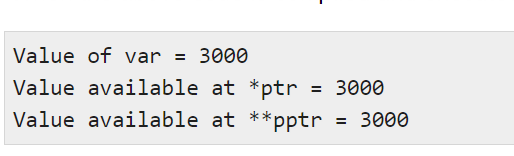 Value of var = 3000
Value available at *ptr = 3000
Value available at **pptr = 3000